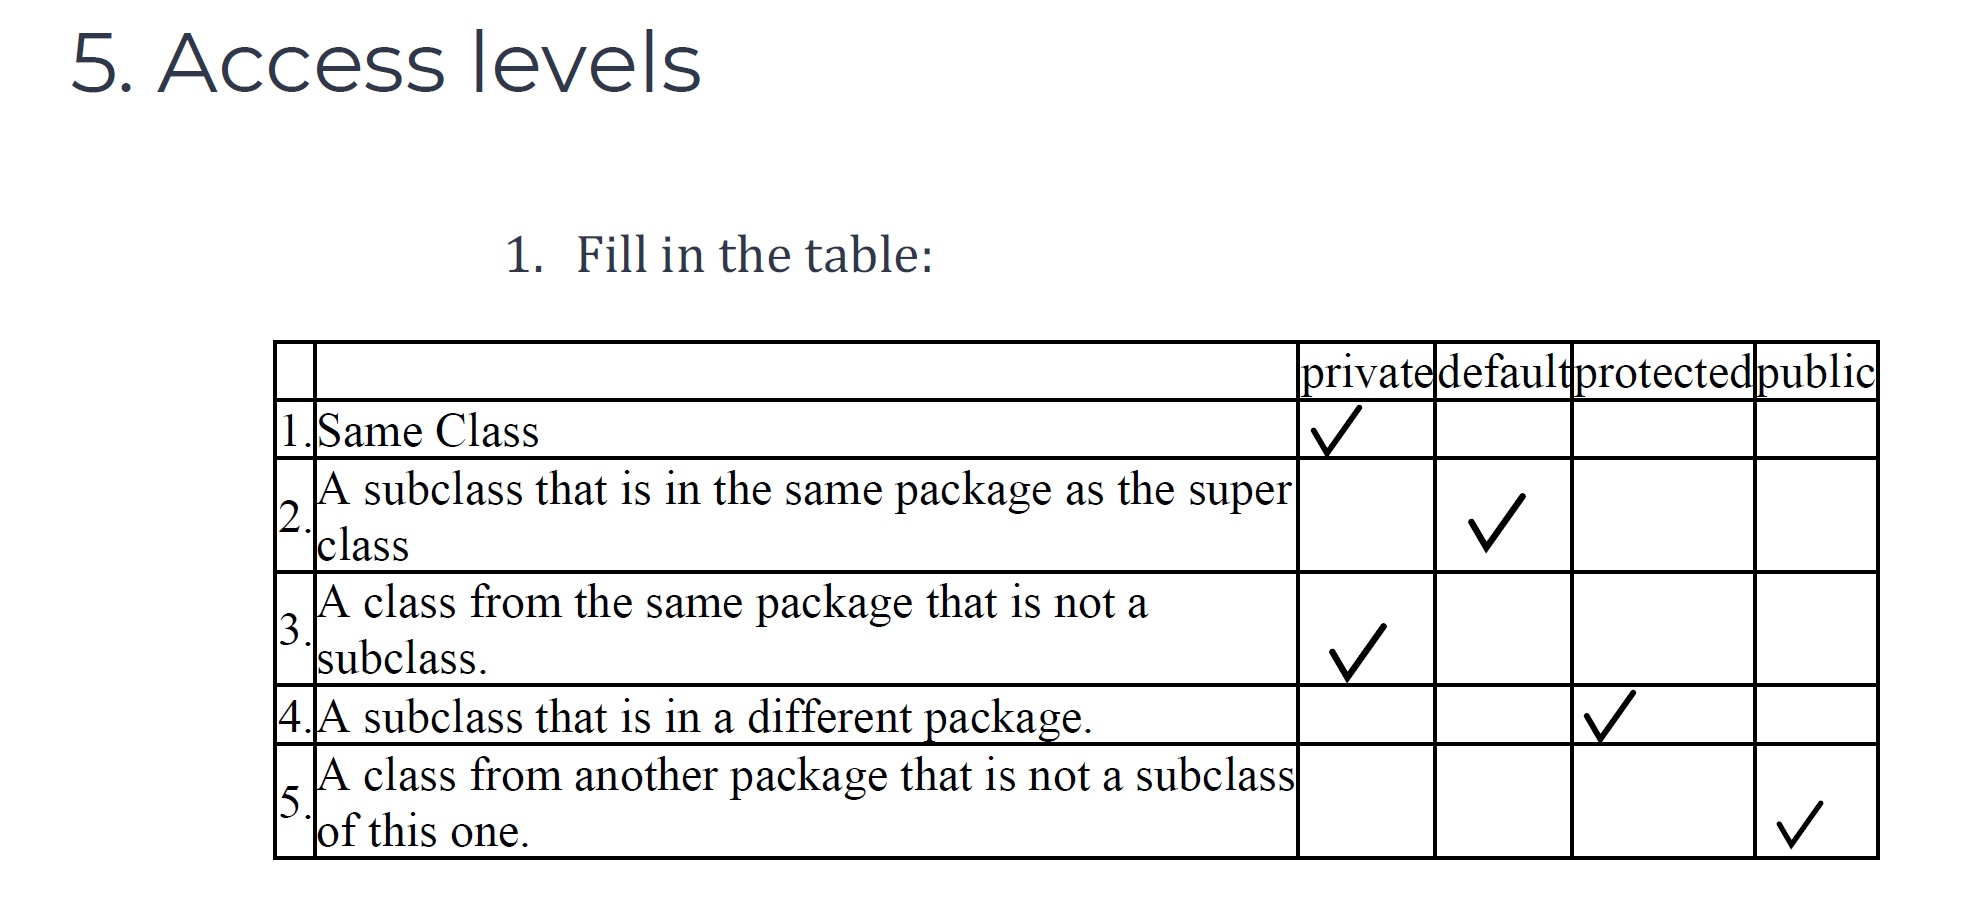 5. Access levels
1. Fill in the table:
private default protected public
1. Same Class ✓
2. A subclass that is in the same package as the super
class ✓
3. A class from the same package that is not a
subclass. ✓
4. A subclass that is in a different package. ✓
5. A class from another package that is not a subclass
of this one. ✓